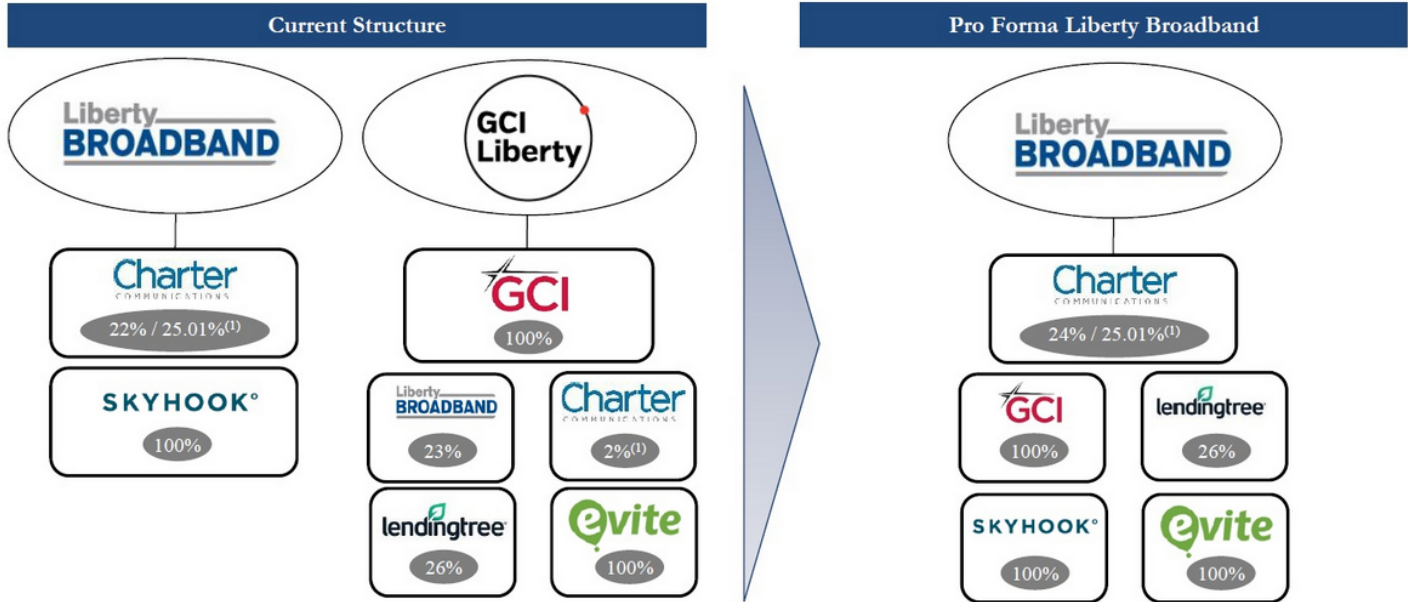 Current Structure
Liberty
BROADBAND
GCI
Liberty
Charter
COMMUNICATIONS
22% / 25.01%(1)
SKYHOOK°
100%
GCI
100%
Liberty
BROADBAND
23%
Charter
COMMUNICATIONS
2%(1)
lendingtree
26%
evite
100%
Pro Forma Liberty Broadband
Liberty
BROADBAND
Charter
COMMUNICATIONS
24% / 25.01%(1)
GCI
100%
lendingtree
26%
SKYHOOK°
100%
evite
100%